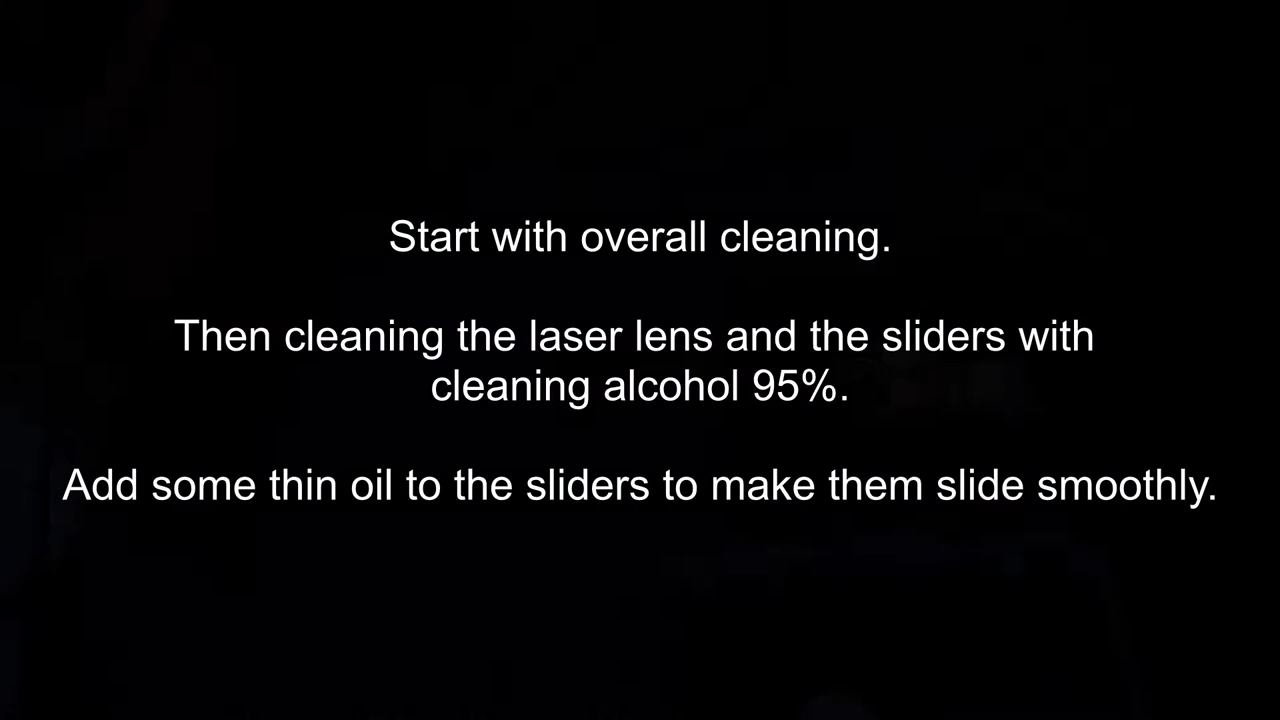 Start with overall cleaning.
Then cleaning the laser lens and the sliders with
cleaning alcohol 95%.
Add some thin oil to the sliders to make them slide smoothly.